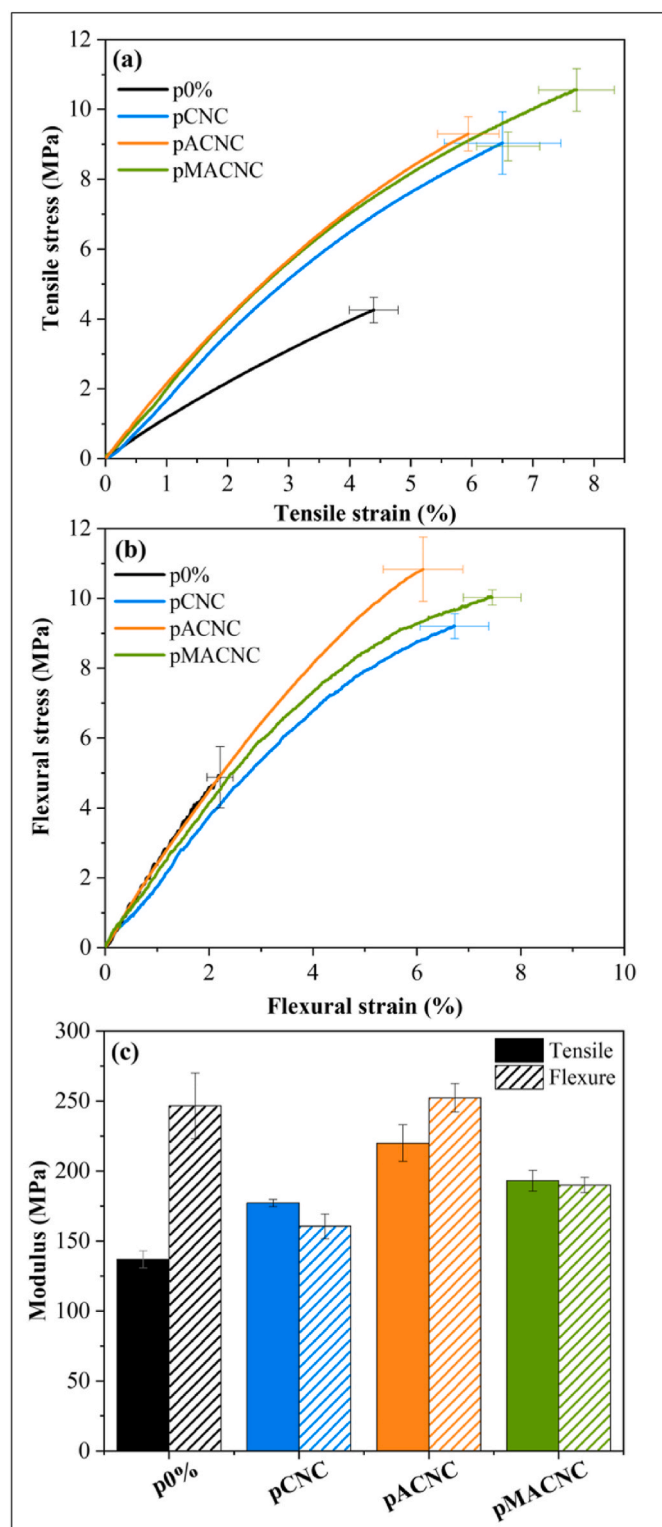 (a)
p0%
pCNC
pACNC
pMACNC
Tensile stress (MPa)
12
10
8
6
4
2
0
0 1 2 3 4 5 6 7 8
Tensile strain (%)
(b)
p0%
pCNC
pACNC
pMACNC
Flexural stress (MPa)
12
10
8
6
4
2
0
0 2 4 6 8 10
Flexural strain (%)
(c)
Tensile
Flexure
Modulus (MPa)
300
250
200
150
100
50
0
p0% pCNC pACNC pMACNC